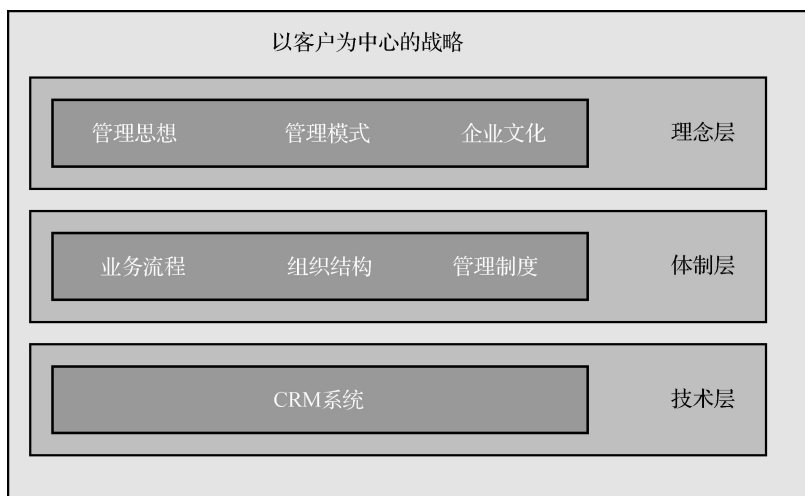 以客户为中心的战略
管理思想 管理模式 企业文化 理念层
业务流程 组织结构 管理制度 体制层
CRM系统 技术层